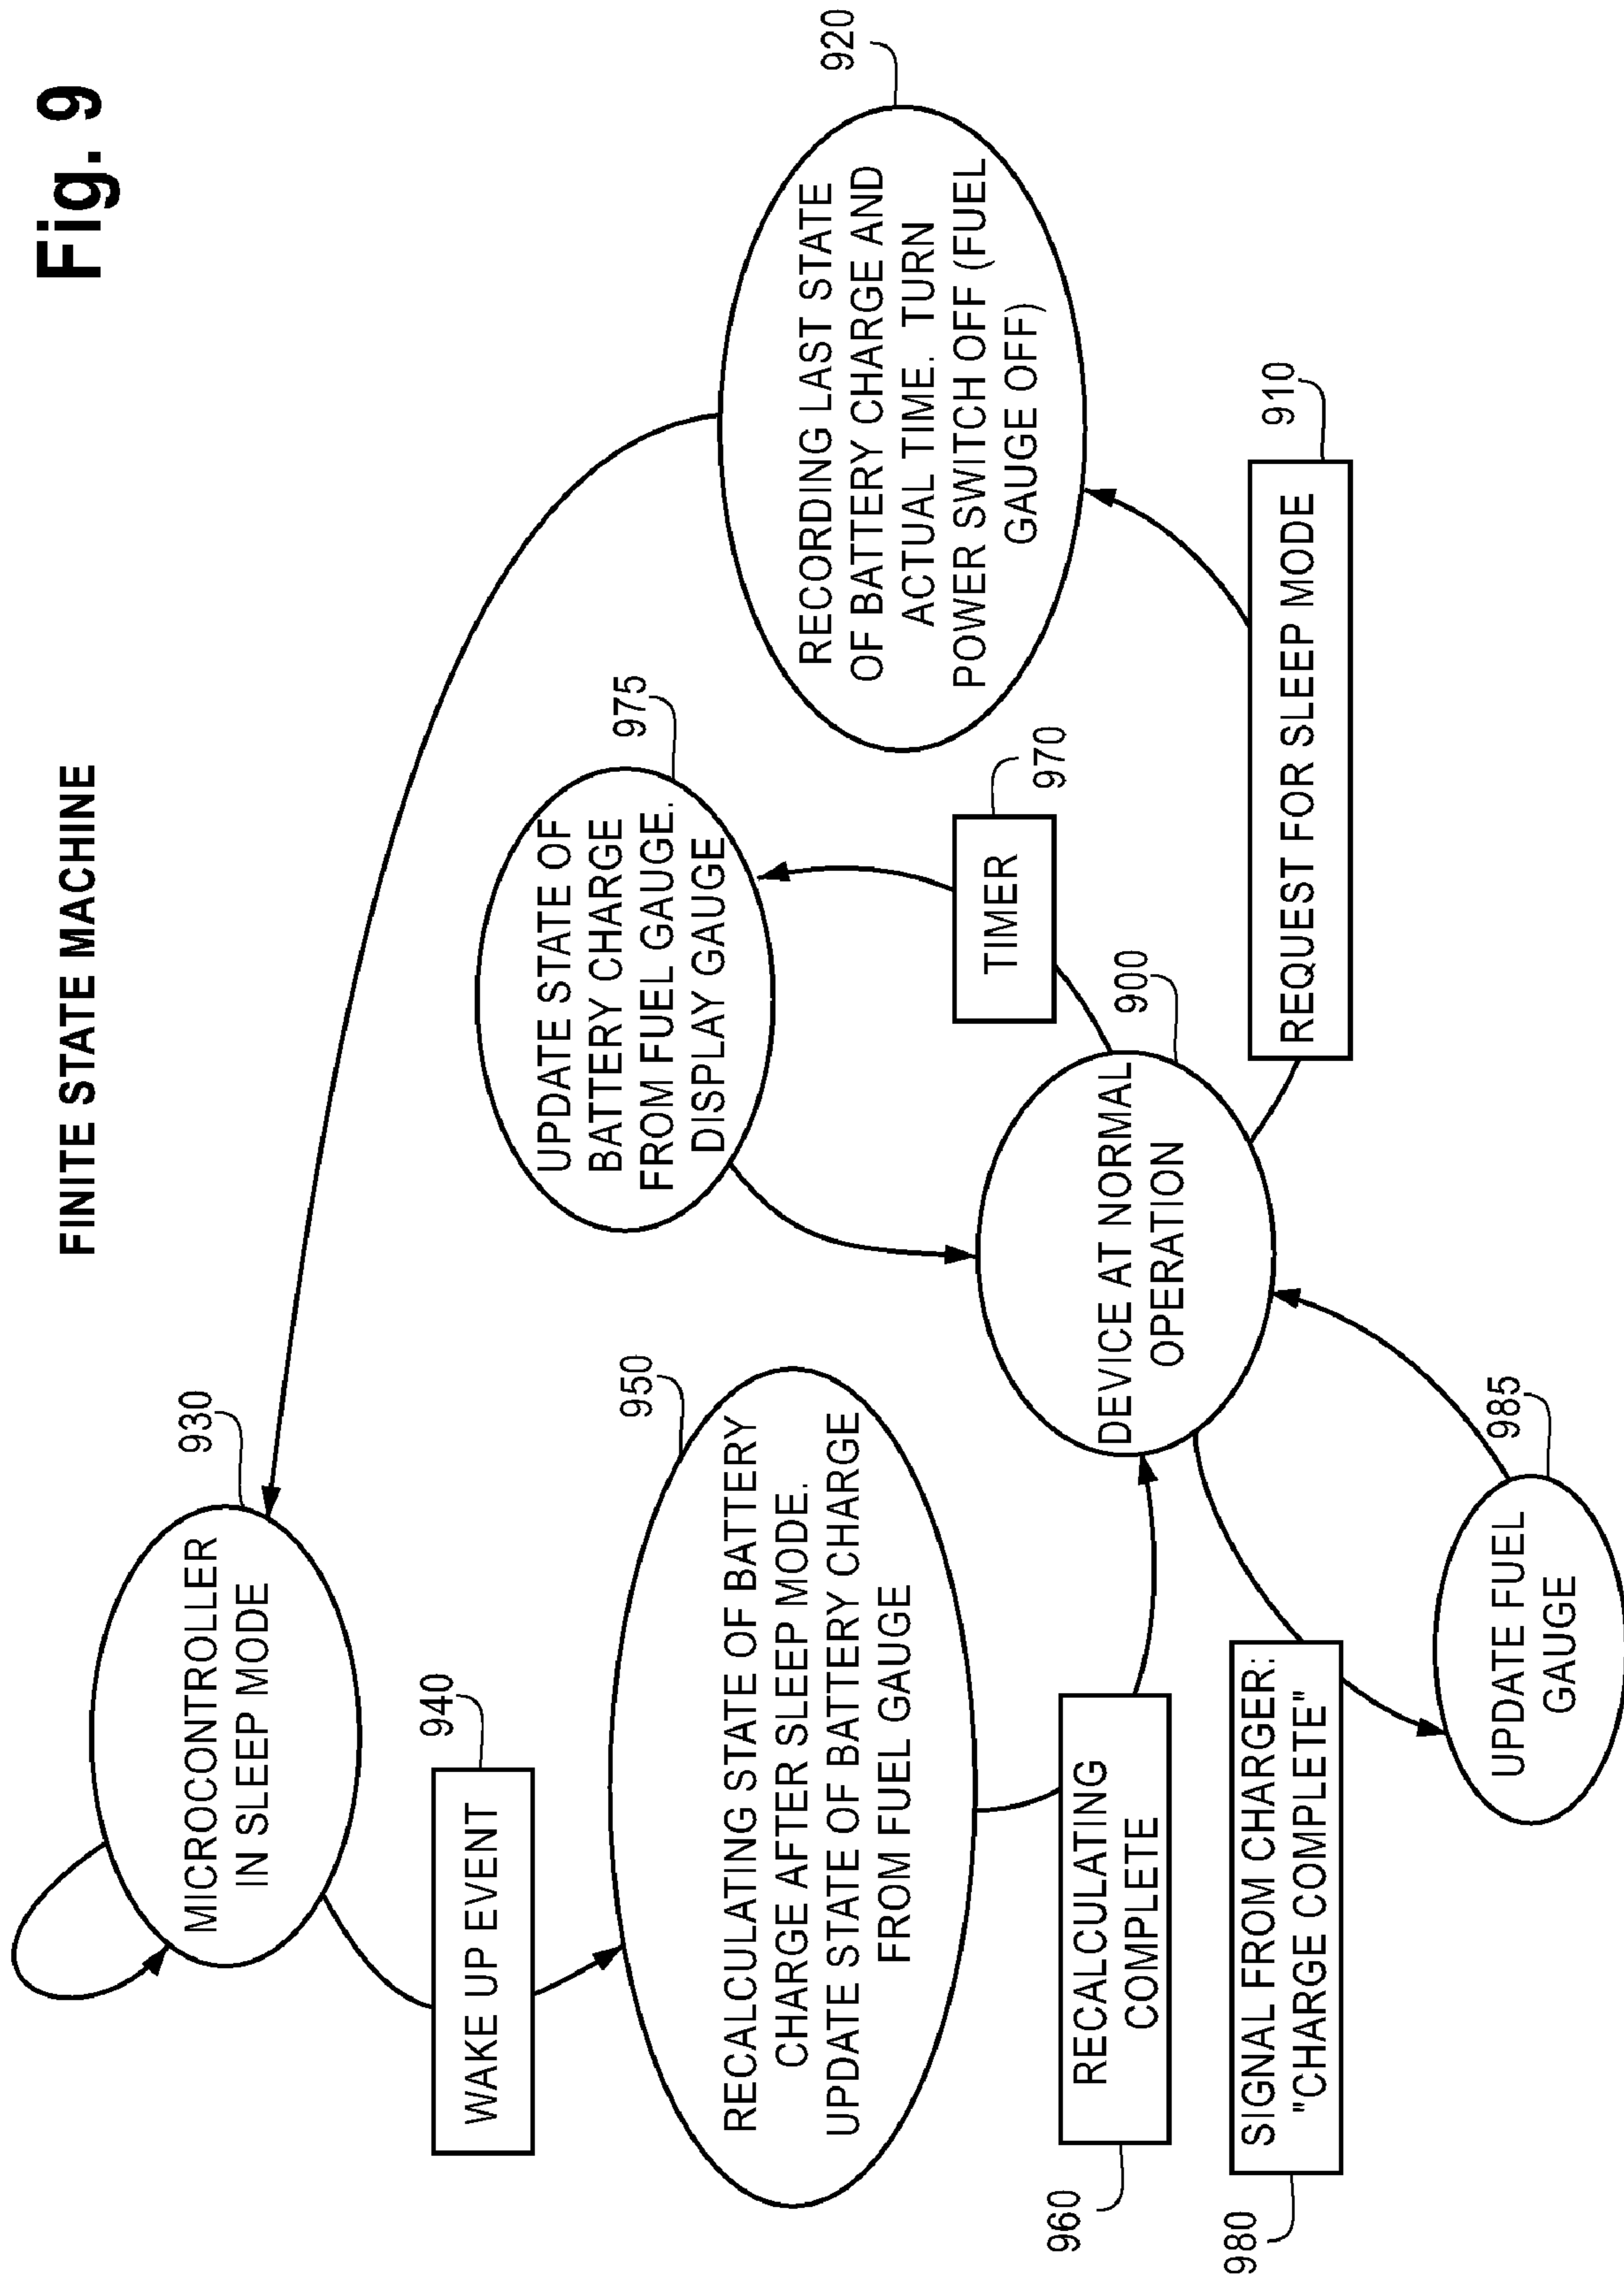 Fig. 9
FINITE STATE MACHINE
930
MICROCONTROLLER
IN SLEEP MODE
940
WAKE UP EVENT
950
RECALCULATING STATE OF BATTERY
CHARGE AFTER SLEEP MODE.
UPDATE STATE OF BATTERY CHARGE
FROM FUEL GAUGE
960
RECALCULATING
COMPLETE
980
SIGNAL FROM CHARGER:
"CHARGE COMPLETE"
985
UPDATE FUEL
GAUGE
900
DEVICE AT NORMAL
OPERATION
975
UPDATE STATE OF
BATTERY CHARGE
FROM FUEL GAUGE.
DISPLAY GAUGE
970
TIMER
920
RECORDING LAST STATE
OF BATTERY CHARGE AND
ACTUAL TIME. TURN
POWER SWITCH OFF (FUEL
GAUGE OFF)
910
REQUEST FOR SLEEP MODE